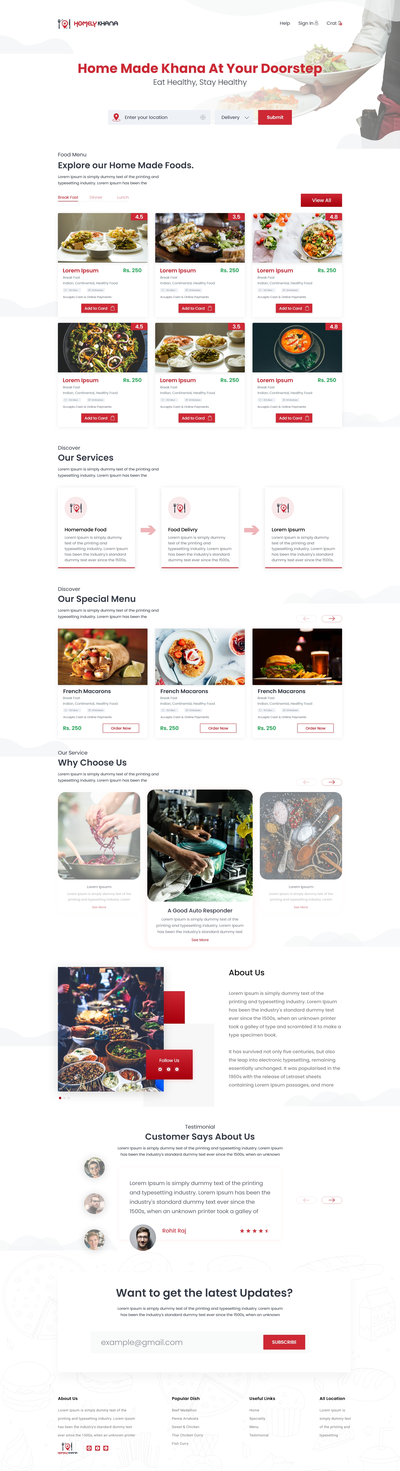 HOMELY KHANA
Help
Sign In
Crat
Home Made Khana At Your Doorstep
Eat Healthy, Stay Healthy
Enter your location
Delivery
Submit
Food Menu
Explore our Home Made Foods.
Lorem Ipsum is simply dummy text of the printing and
typesetting industry. Lorem Ipsum has been the
Break Fast
Dinner
Lunch
View All
4.5
3.5
4.8
Lorem Ipsum Rs. 250
Lorem Ipsum Rs. 250
Lorem Ipsum Rs. 250
Break Fast
Break Fast
Break Fast
Indian, Continental, Healthy Food
Indian, Continental, Healthy Food
Indian, Continental, Healthy Food
Accepts Cash & Online Payments
Accepts Cash & Online Payments
Accepts Cash & Online Payments
Add to Card
Add to Card
Add to Card
4.5
3.5
4.8
Lorem Ipsum Rs. 250
Lorem Ipsum Rs. 250
Lorem Ipsum Rs. 250
Break Fast
Break Fast
Break Fast
Indian, Continental, Healthy Food
Indian, Continental, Healthy Food
Indian, Continental, Healthy Food
Accepts Cash & Online Payments
Accepts Cash & Online Payments
Accepts Cash & Online Payments
Add to Card
Add to Card
Add to Card
Discover
Our Services
Lorem Ipsum is simply dummy text of the printing and
typesetting industry. Lorem Ipsum has been the
Homemade Food
Lorem Ipsum is simply dummy
text of the printing and
typesetting industry. Lorem Ipsum
has been the industry's standard
dummy text ever since the 1500s,
Food Delivry
Lorem Ipsum is simply dummy
text of the printing and
typesetting industry. Lorem Ipsum
has been the industry's standard
dummy text ever since the 1500s,
Lorem Ipsurm
Lorem Ipsum is simply dummy
text of the printing and
typesetting industry. Lorem Ipsum
has been the industry's standard
dummy text ever since the 1500s,
Discover
Our Special Menu
Lorem Ipsum is simply dummy text of the printing and
typesetting industry. Lorem Ipsum has been the
French Macarons
French Macarons
French Macarons
Break Fast
Break Fast
Break Fast
Indian, Continental, Healthy Food
Indian, Continental, Healthy Food
Indian, Continental, Healthy Food
Accepts Cash & Online Payments
Accepts Cash & Online Payments
Accepts Cash & Online Payments
Rs. 250 Order Now
Rs. 250 Order Now
Rs. 250 Order Now
Our Service
Why Choose Us
Lorem Ipsum is simply dummy text of the printing and
typesetting industry. Lorem Ipsum has been the
Lorem Ipsum
Lorem Ipsum is simply dummy text of the
printing and typesetting industry. Lorem Ipsum
See More
A Good Auto Responder
Lorem Ipsum is simply dummy text of the
printing and typesetting industry. Lorem Ipsum
has been the industry's standard dummy text
See More
Lorem Ipsum
Lorem Ipsum is simply dummy text of the
printing and typesetting industry. Lorem Ipsum
See More
Follow Us
About Us
Lorem Ipsum is simply dummy text of the
printing and typesetting industry. Lorem Ipsum
has been the industry's standard dummy text
ever since the 1500s, when an unknown printer
took a galley of type and scrambled it to make a
type specimen book.
It has survived not only five centuries, but also
the leap into electronic typesetting, remaining
essentially unchanged. It was popularised in the
1960s with the release of Letraset sheets
containing Lorem Ipsum passages, and more
Testimonial
Customer Says About Us
Lorem Ipsum is simply dummy text of the printing and typesetting industry. Lorem Ipsum
has been the industry's standard dummy text ever since the 1500s, when an unknown
Lorem Ipsum is simply dummy text of the printing
and typesetting industry. Lorem Ipsum has been the
industry's standard dummy text ever since the
1500s, when an unknown printer took a galley of
Rohit Raj
Want to get the latest Updates?
Lorem Ipsum is simply dummy text of the printing and typesetting industry. Lorem Ipsum
has been the industry's standard dummy text ever since the 1500s, when an unknown
example@gmail.com
SUBSCRIBE
About Us
Lorem Ipsum is simply dummy text of the
printing and typesetting industry. Lorem Ipsum
has been the industry's standard dummy text
ever since the 1500s, when an unknown printer
HOMELY KHANA
Popular Dish
Beef Medallion
Penne Arrabiata
Sweet & Chicken
Thai Chicken Curry
Fish Curry
Useful Links
Home
Speciality
Menu
Testimonial
All Location
Lorem Ipsum is
simply dummy text
of the printing and
typesetting